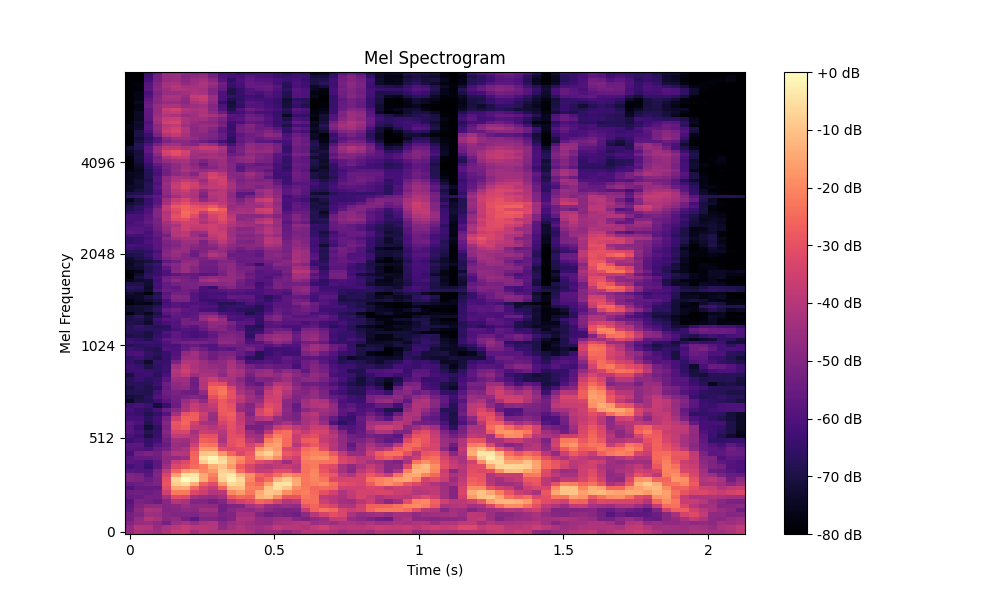 Mel Spectrogram
Mel Frequency
4096
2048
1024
512
0
0
0.5
1
1.5
2
Time (s)
+0 dB
-10 dB
-20 dB
-30 dB
-40 dB
-50 dB
-60 dB
-70 dB
-80 dB